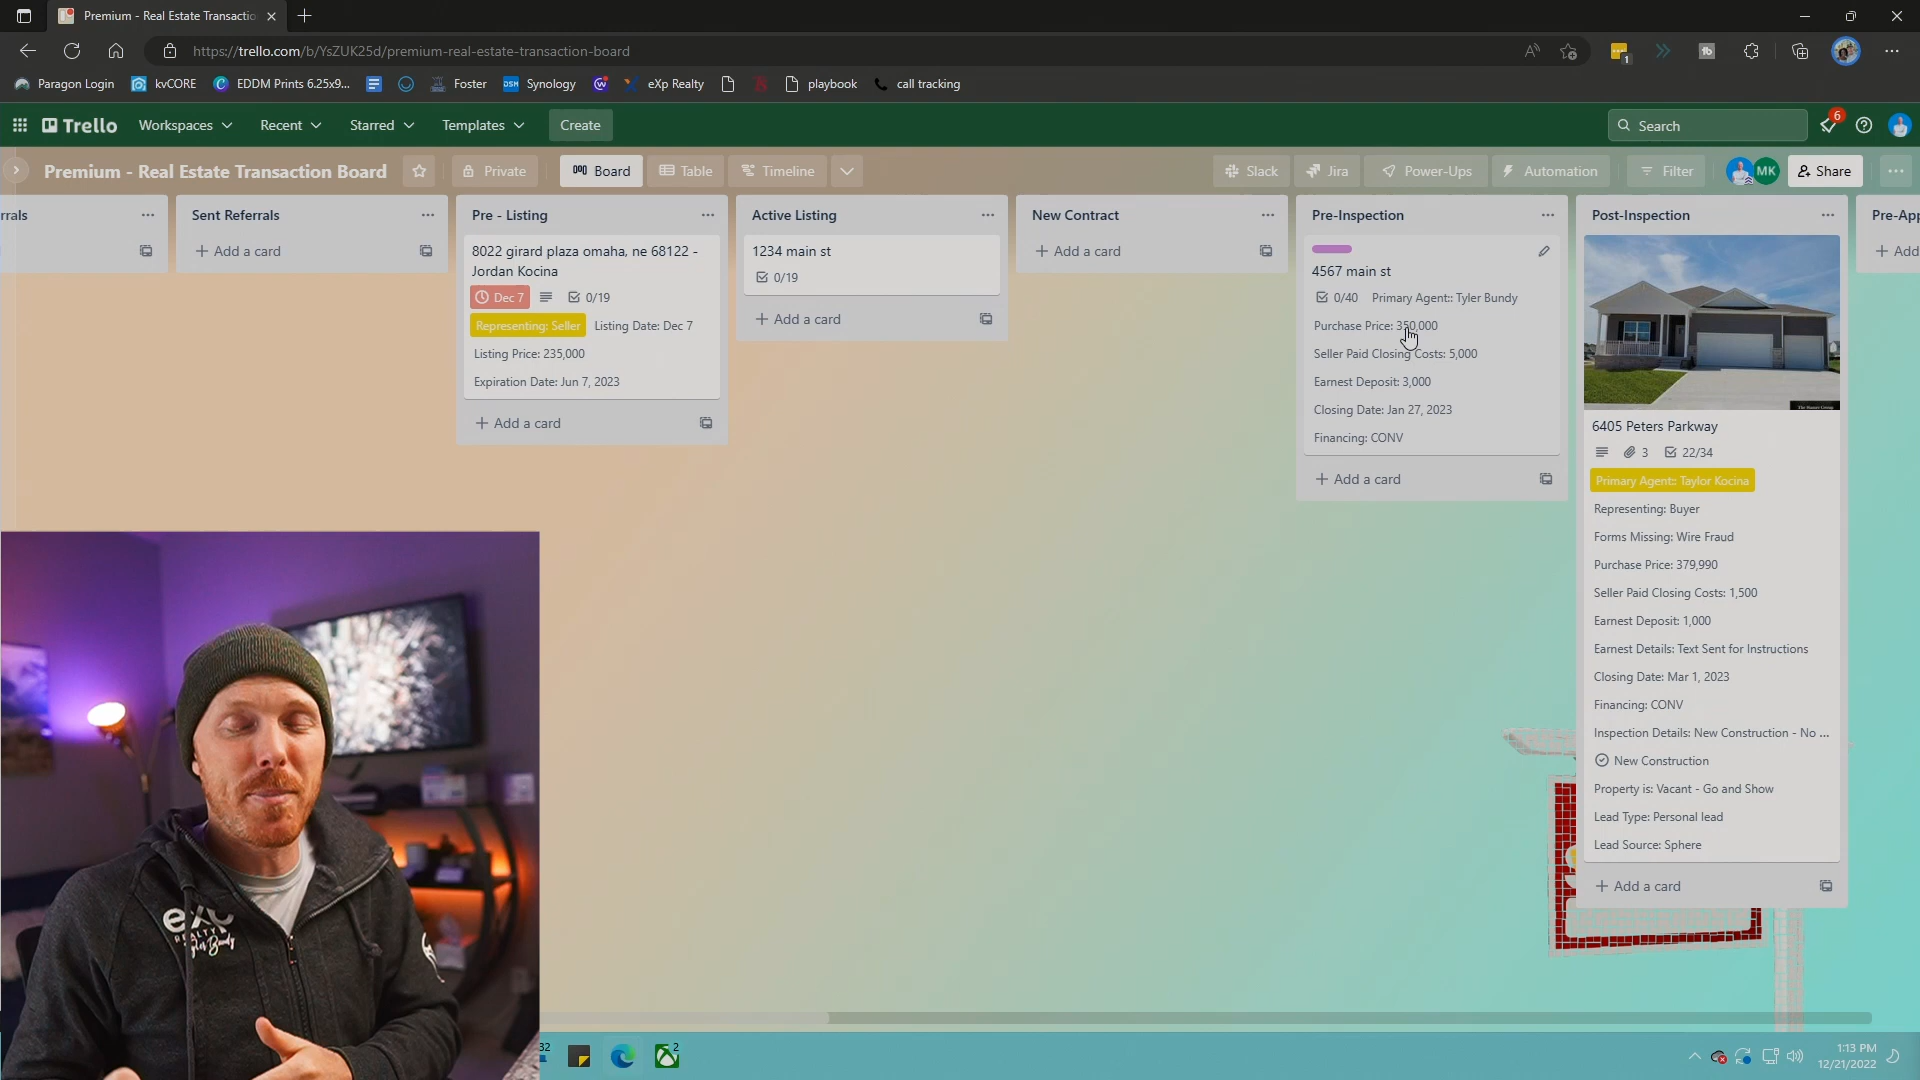 Premium - Real Estate Transactio
https://trello.com/b/YsZUK25d/premium-real-estate-transaction-board
1
Paragon Login
kvCORE
EDDM Prints 6.25x9...
Foster
DSM
Synology
eXp Realty
playbook
call tracking
Trello
Workspaces
Recent
Starred
Templates
Create
Search
6
Premium - Real Estate Transaction Board
Private
Board
Table
Timeline
Slack
Jira
Power-Ups
Automation
Filter
MK
Share
rrals
Sent Referrals
+ Add a card
Pre - Listing
8022 girard plaza omaha, ne 68122 -
Jordan Kocina
Dec 7
0/19
Representing: Seller
Listing Date: Dec 7
Listing Price: 235,000
Expiration Date: Jun 7, 2023
+ Add a card
Active Listing
1234 main st
0/19
+ Add a card
New Contract
+ Add a card
Pre-Inspection
4567 main st
0/40
Primary Agent:: Tyler Bundy
Purchase Price: 350,000
Seller Paid Closing Costs: 5,000
Earnest Deposit: 3,000
Closing Date: Jan 27, 2023
Financing: CONV
+ Add a card
Post-Inspection
6405 Peters Parkway
3
22/34
Primary Agent:: Taylor Kocina
Representing: Buyer
Forms Missing: Wire Fraud
Purchase Price: 379,990
Seller Paid Closing Costs: 1,500
Earnest Deposit: 1,000
Earnest Details: Text Sent for Instructions
Closing Date: Mar 1, 2023
Financing: CONV
Inspection Details: New Construction - No ...
New Construction
Property is: Vacant - Go and Show
Lead Type: Personal lead
Lead Source: Sphere
+ Add a card
Pre-App
+ Add
eXp
REALTY
Tyler Bundy
32
2
1:13 PM
12/21/2022